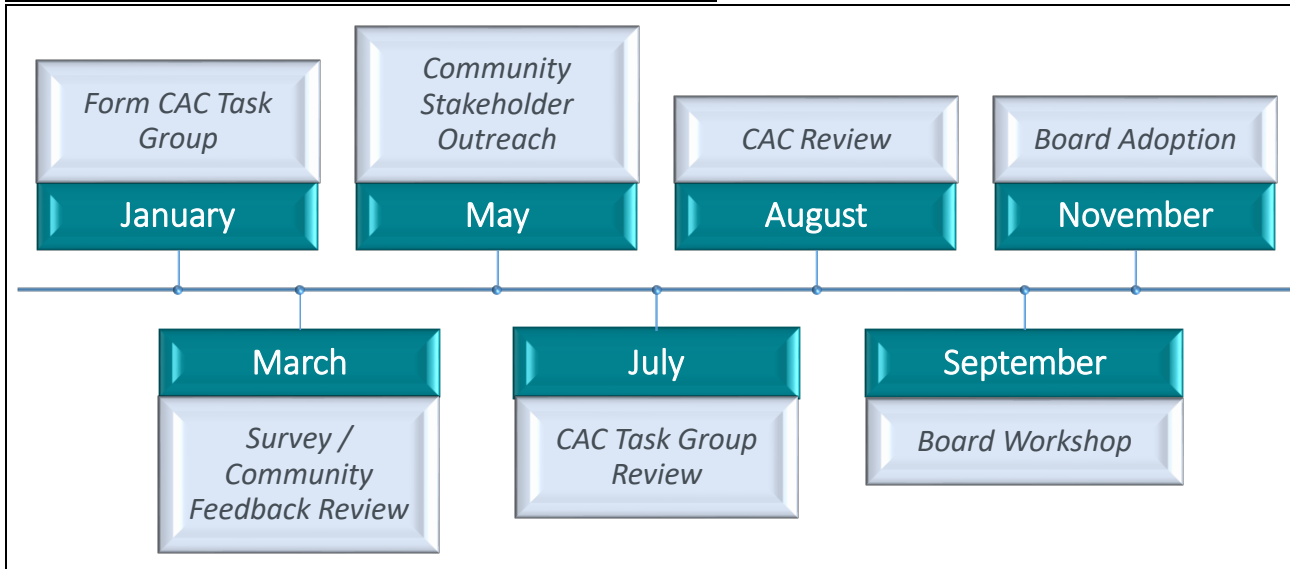 Form CAC Task
Group
January
Community
Stakeholder
Outreach
May
CAC Review
August
Board Adoption
November
March
Survey /
Community
Feedback Review
July
CAC Task Group
Review
September
Board Workshop